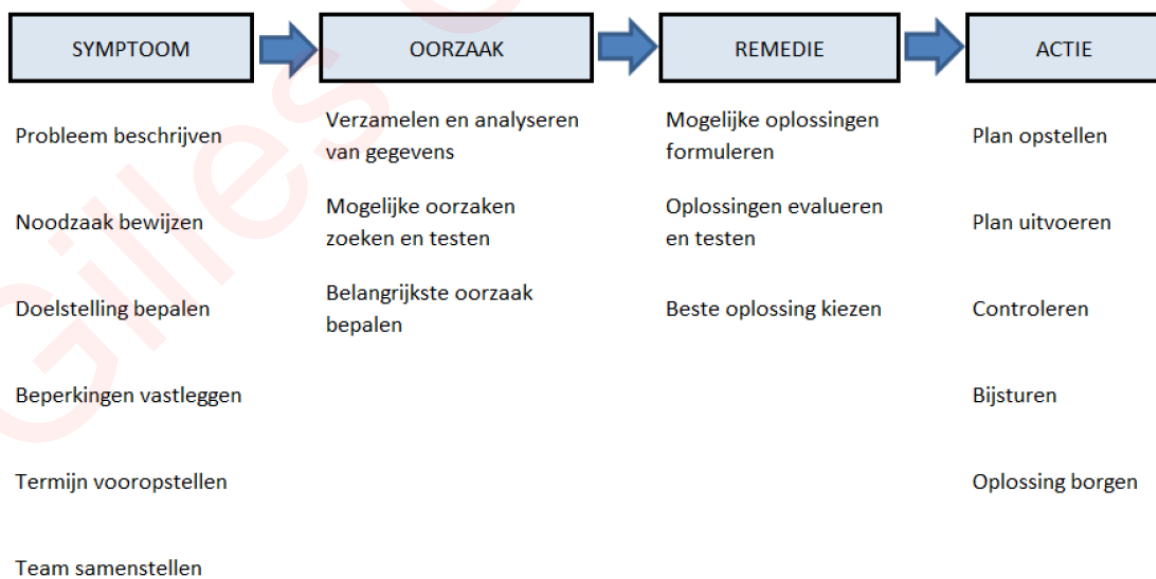 SYMPTOOM
OORZAAK
REMEDIE
ACTIE
Probleem beschrijven
Noodzaak bewijzen
Doelstelling bepalen
Beperkingen vastleggen
Termijn vooropstellen
Team samenstellen
Verzamelen en analyseren
van gegevens
Mogelijke oorzaken
zoeken en testen
Belangrijkste oorzaak
bepalen
Mogelijke oplossingen
formuleren
Oplossingen evalueren
en testen
Beste oplossing kiezen
Plan opstellen
Plan uitvoeren
Controleren
Bijsturen
Oplossing borgen
Gilles